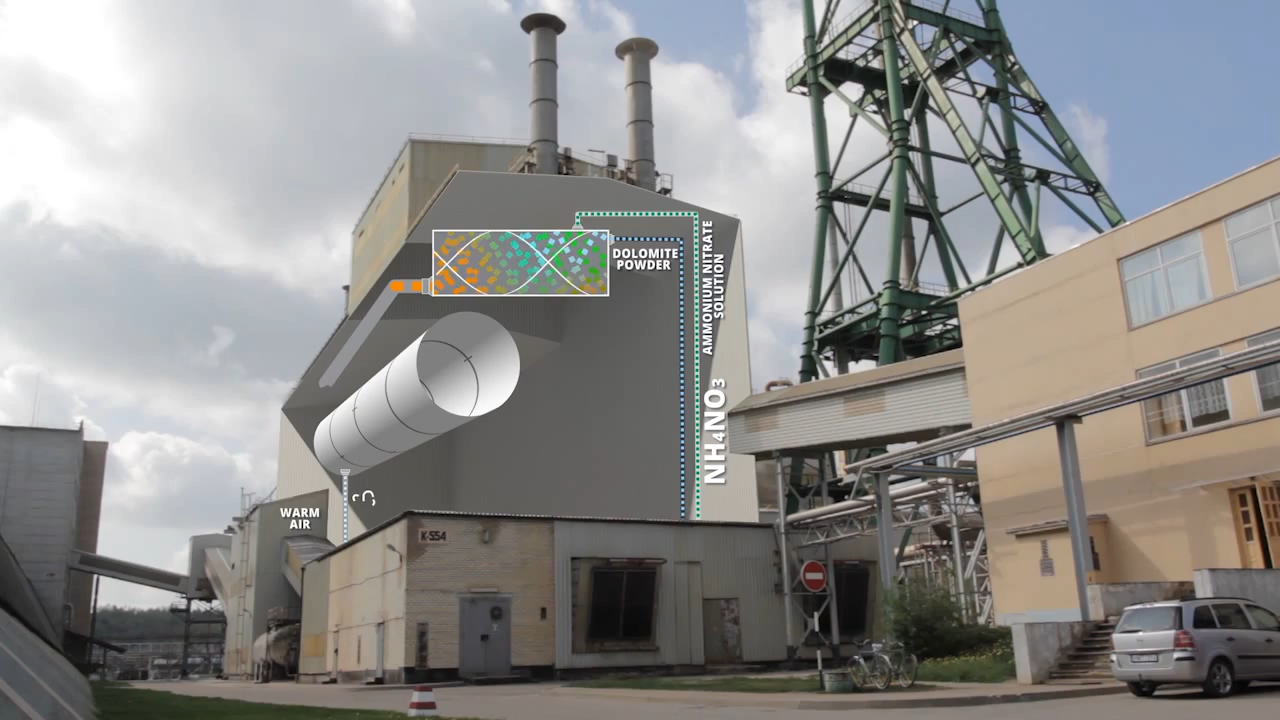 DOLOMITE
POWDER
AMMONIUM NITRATE
SOLUTION
NH₄NO₃
WARM
AIR
K-554